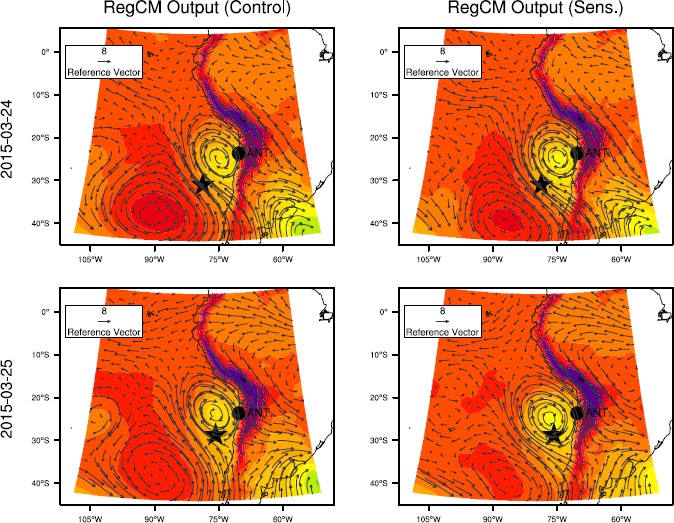 RegCM Output (Control)
RegCM Output (Sens.)
2015-03-24
0°
10°S
20°S
30°S
40°S
8
Reference Vector
ANT.
105°W
90°W
75°W
60°W
0°
10°S
20°S
30°S
40°S
8
Reference Vector
ANT.
105°W
90°W
75°W
60°W
2015-03-25
0°
10°S
20°S
30°S
40°S
8
Reference Vector
ANT.
105°W
90°W
75°W
60°W
0°
10°S
20°S
30°S
40°S
8
Reference Vector
ANT.
105°W
90°W
75°W
60°W